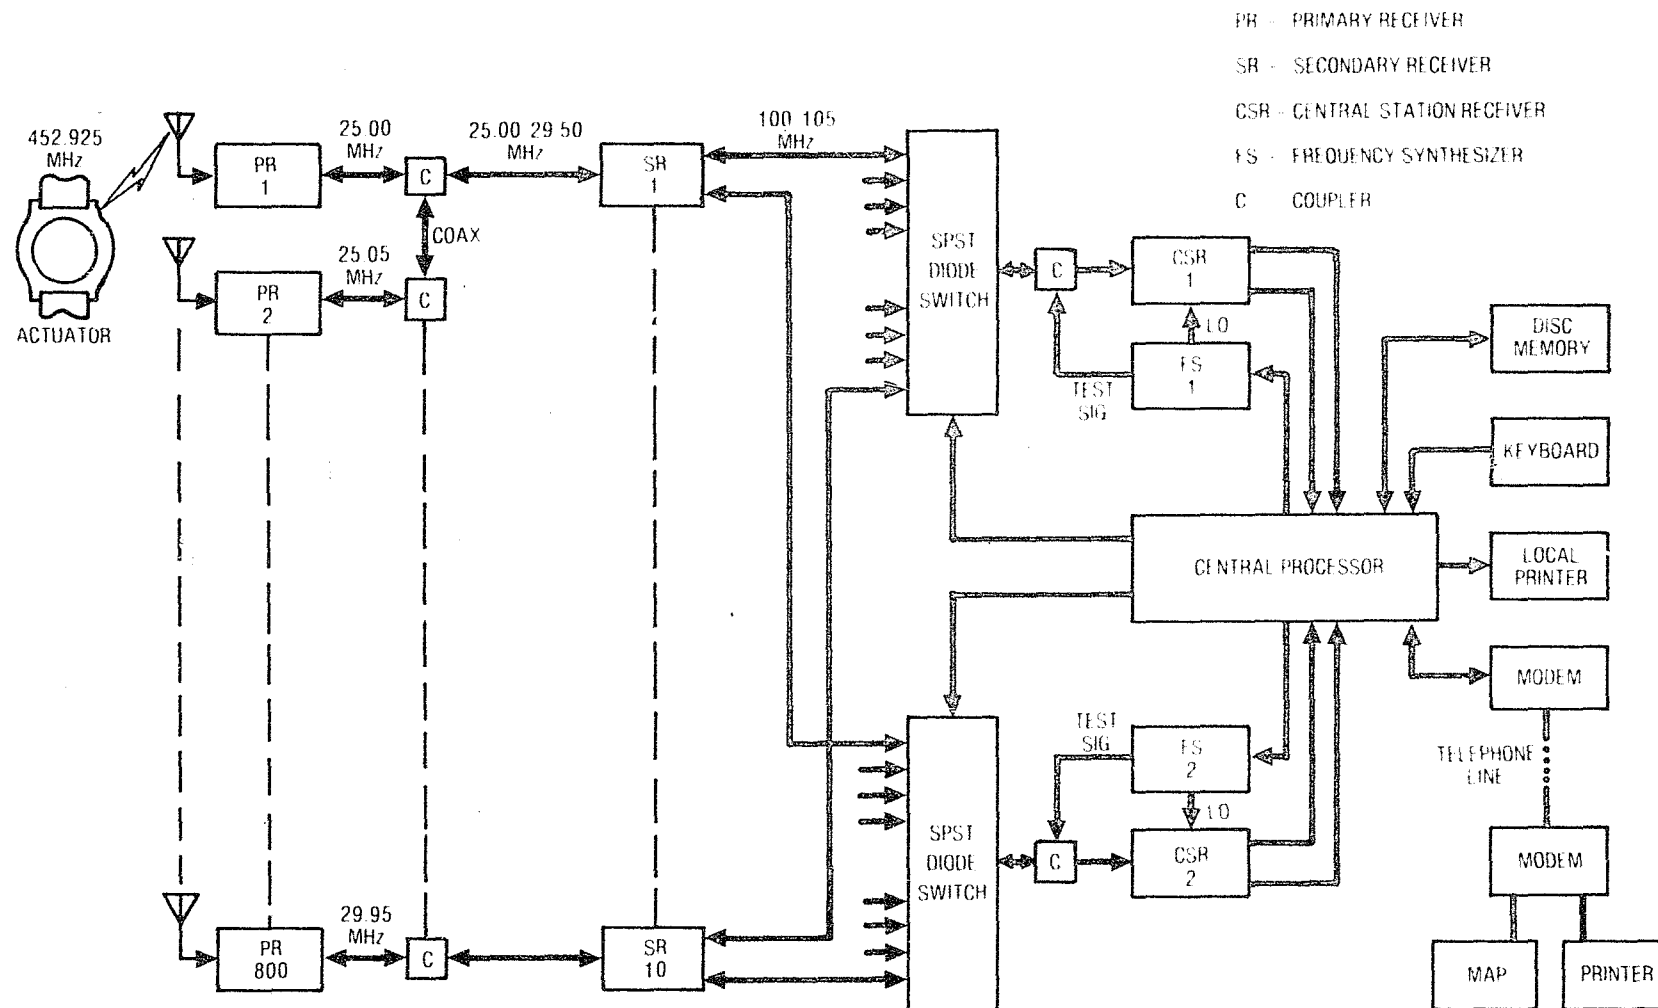 PR - PRIMARY RECEIVER
SR - SECONDARY RECEIVER
CSR - CENTRAL STATION RECEIVER
FS - FREQUENCY SYNTHESIZER
C COUPLER
452.925
MHz
ACTUATOR
PR
1
25.00
MHz
C
25.00 29 50
MHz
SR
1
100 105
MHz
COAX
PR
2
25.05
MHz
C
SPST
DIODE
SWITCH
C
CSR
1
LO
FS
1
TEST
SIG
DISC
MEMORY
KEYBOARD
CENTRAL PROCESSOR
LOCAL
PRINTER
MODEM
TELEPHONE
LINE
MODEM
MAP
PRINTER
TEST
SIG
FS
2
LO
SPST
DIODE
SWITCH
C
CSR
2
PR
800
29.95
MHz
C
SR
10